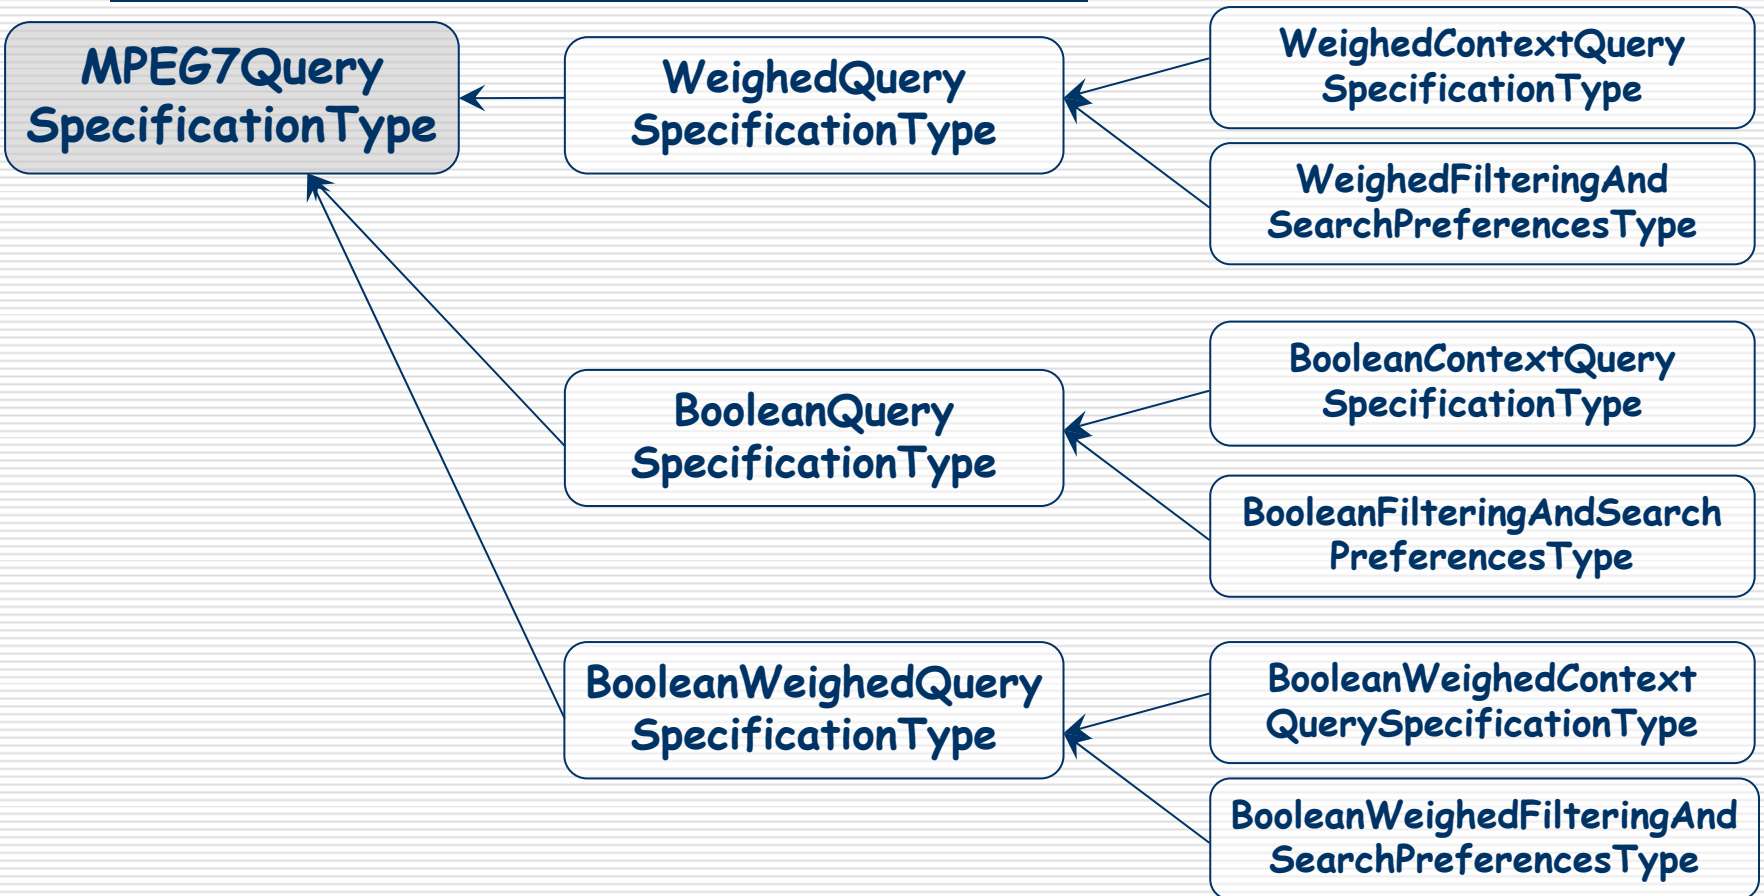 MPEG7Query
SpecificationType
WeighedQuery
SpecificationType
WeighedContextQuery
SpecificationType
WeighedFilteringAnd
SearchPreferencesType
BooleanQuery
SpecificationType
BooleanContextQuery
SpecificationType
BooleanFilteringAndSearch
PreferencesType
BooleanWeighedQuery
SpecificationType
BooleanWeighedContext
QuerySpecificationType
BooleanWeighedFilteringAnd
SearchPreferencesType